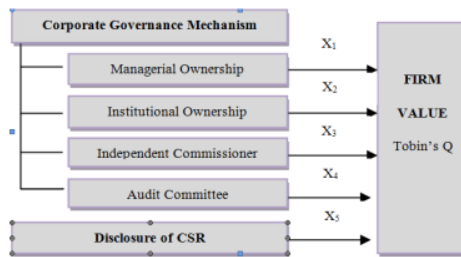 Corporate Governance Mechanism
X1
Managerial Ownership
X2
Institutional Ownership
X3
Independent Commissioner
X4
Audit Committee
X5
Disclosure of CSR
FIRM
VALUE
Tobin's Q